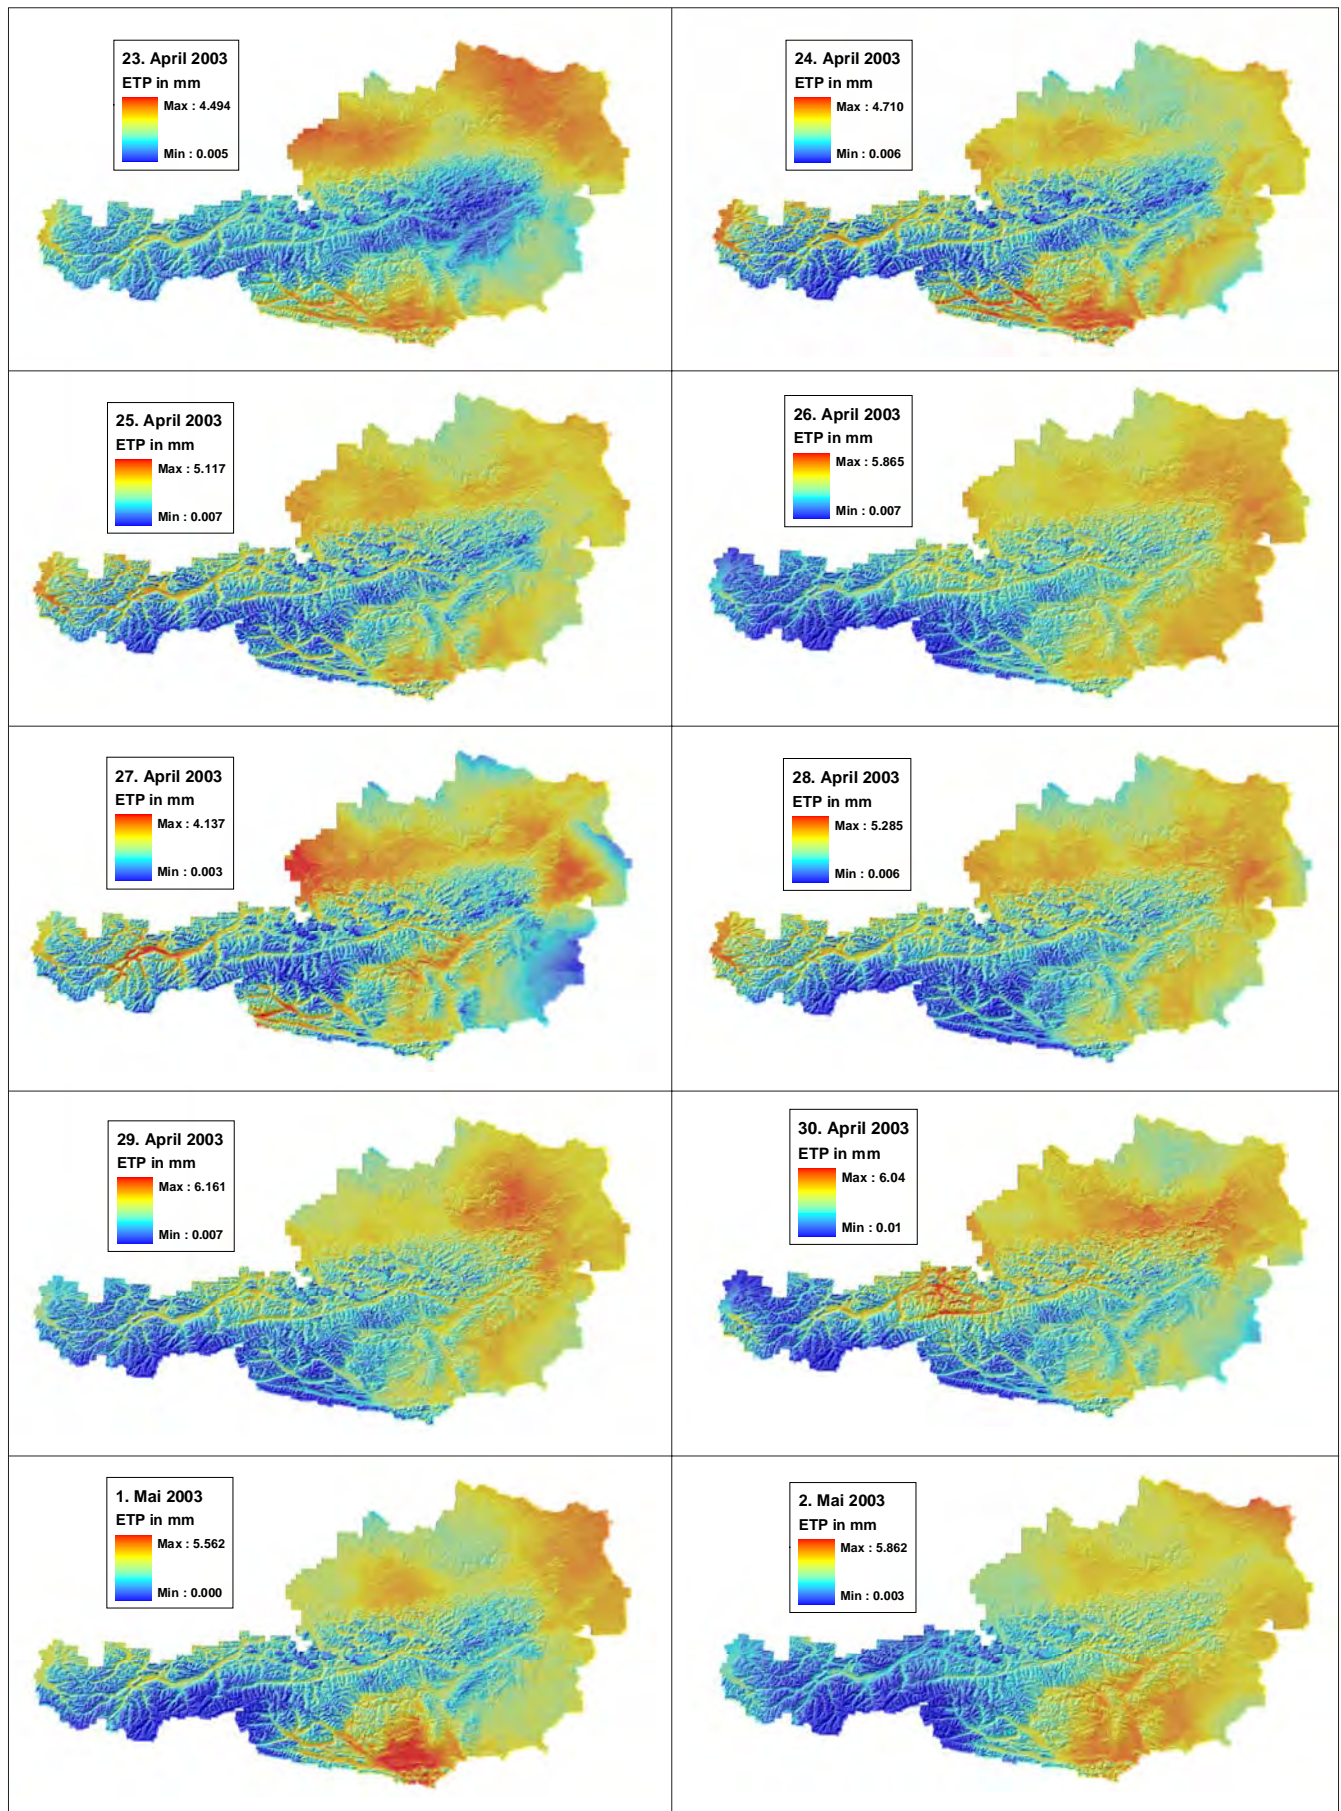 23. April 2003
ETP in mm
Max : 4.494
Min : 0.005
24. April 2003
ETP in mm
Max : 4.710
Min : 0.006
25. April 2003
ETP in mm
Max : 5.117
Min : 0.007
26. April 2003
ETP in mm
Max : 5.865
Min : 0.007
27. April 2003
ETP in mm
Max : 4.137
Min : 0.003
28. April 2003
ETP in mm
Max : 5.285
Min : 0.006
29. April 2003
ETP in mm
Max : 6.161
Min : 0.007
30. April 2003
ETP in mm
Max : 6.04
Min : 0.01
1. Mai 2003
ETP in mm
Max : 5.562
Min : 0.000
2. Mai 2003
ETP in mm
Max : 5.862
Min : 0.003